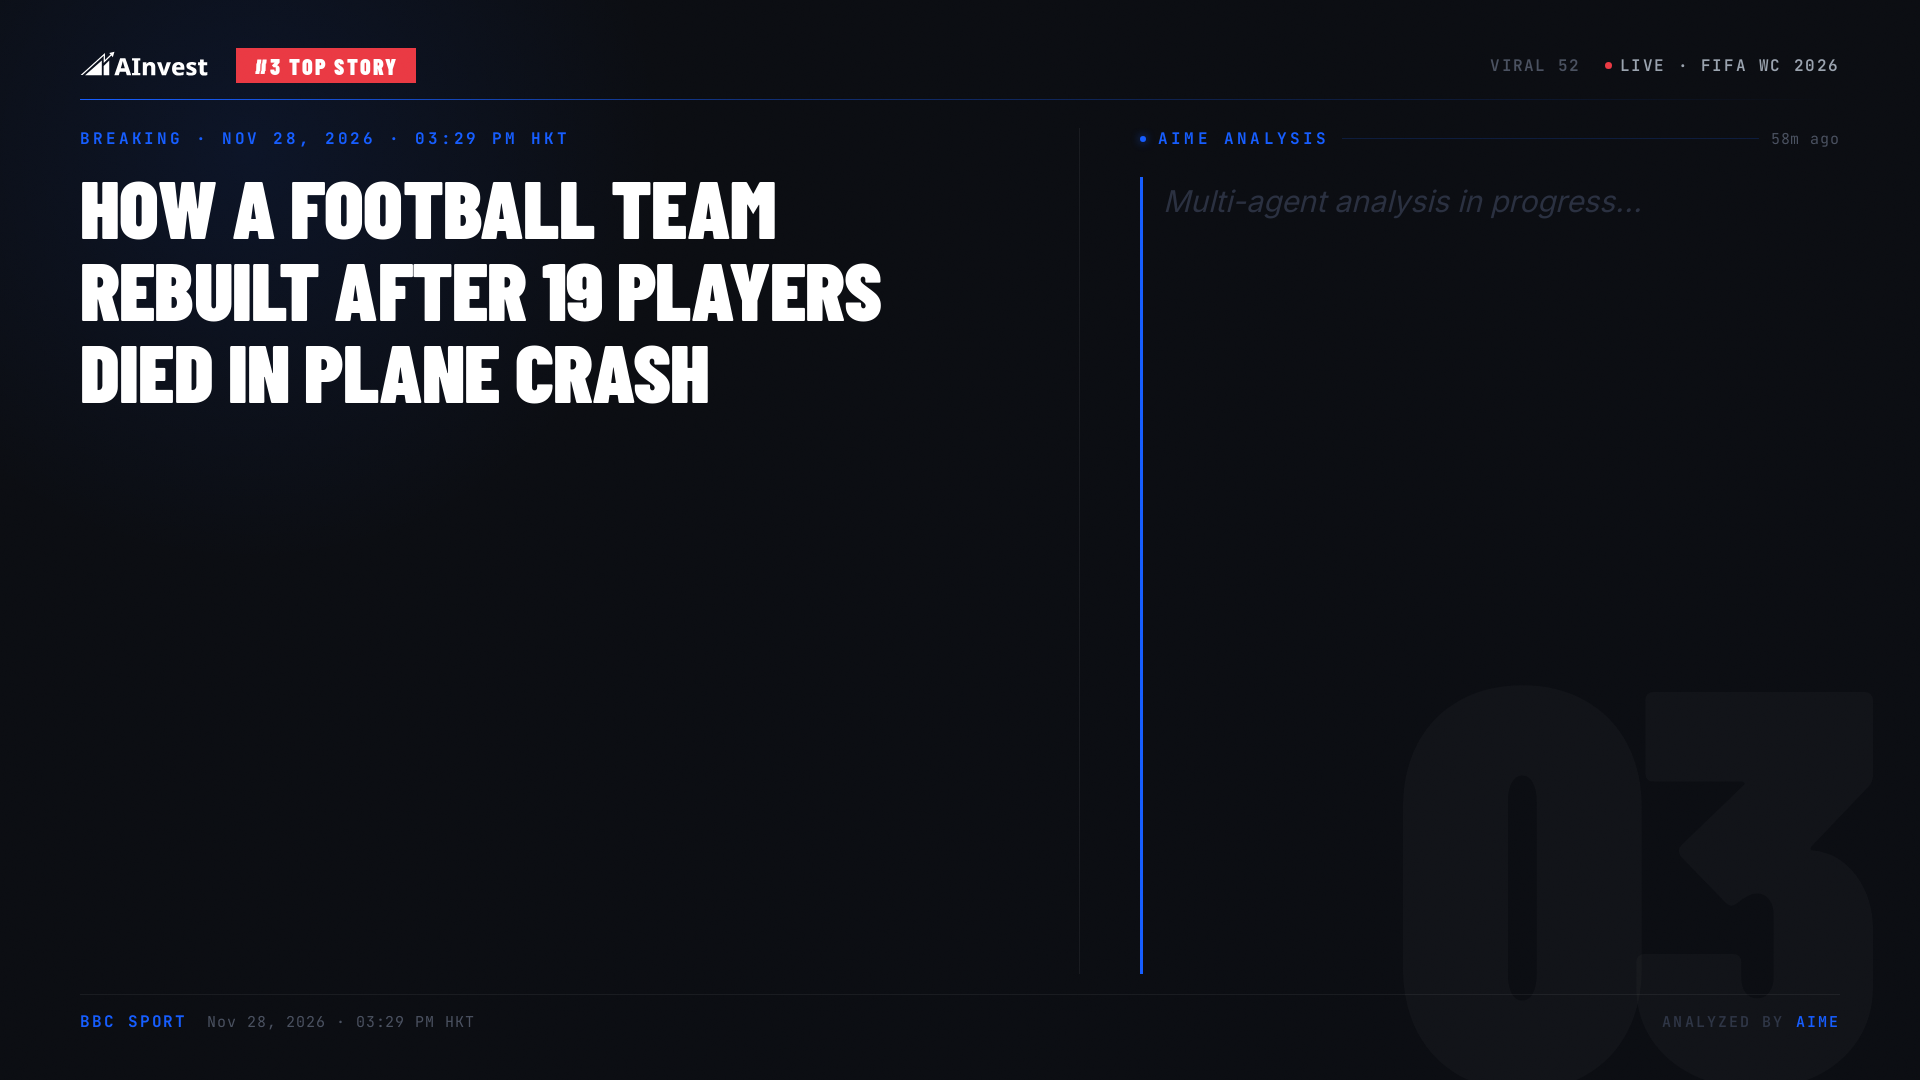 AInvest
#3 TOP STORY
VIRAL 52
LIVE · FIFA WC 2026
BREAKING · NOV 28, 2026 · 03:29 PM HKT
HOW A FOOTBALL TEAM
REBUILT AFTER 19 PLAYERS
DIED IN PLANE CRASH
AIME ANALYSIS
58m ago
Multi-agent analysis in progress...
03
BBC SPORT
Nov 28, 2026 · 03:29 PM HKT
ANALYZED BY AIME